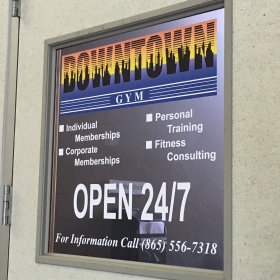 DOWNTOWN
GYM
Individual Memberships
Corporate Memberships
Personal Training
Fitness Consulting
OPEN 24/7
For Information Call (865) 556-7318